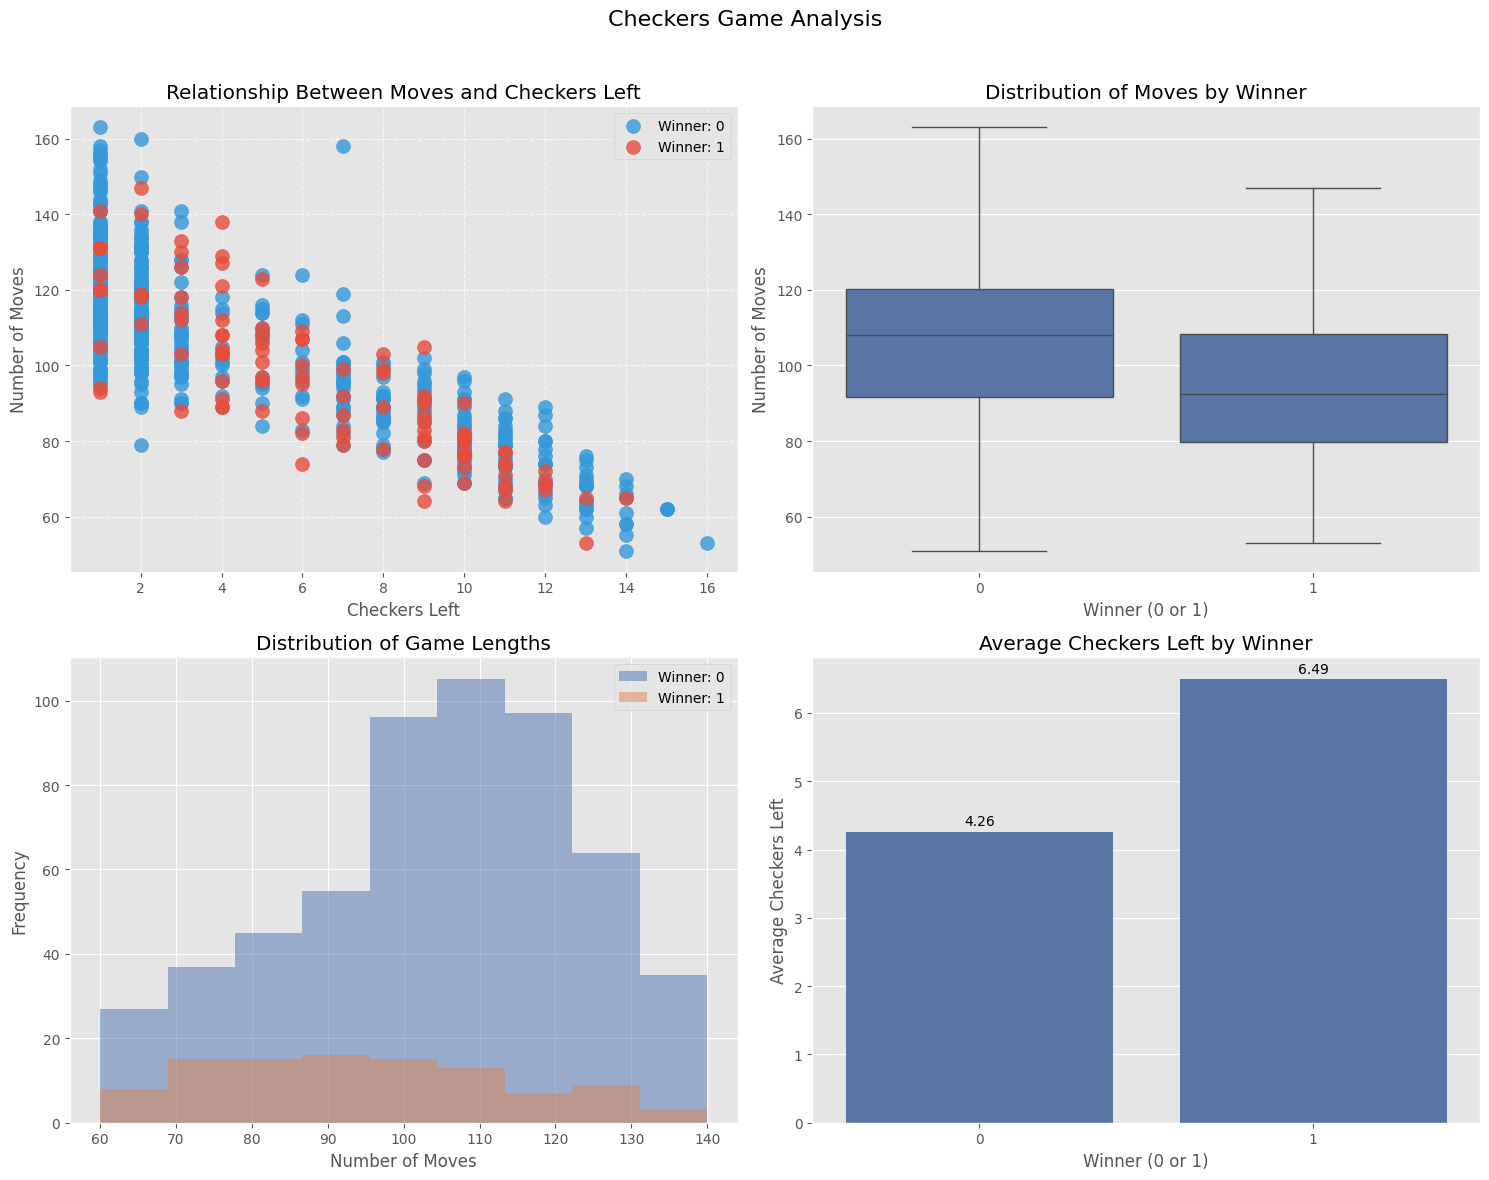 Checkers Game Analysis
Relationship Between Moves and Checkers Left
Number of Moves
160
140
120
100
80
60
Winner: 0
Winner: 1
2 4 6 8 10 12 14 16
Checkers Left
Distribution of Moves by Winner
Number of Moves
160
140
120
100
80
60
0 1
Winner (0 or 1)
Distribution of Game Lengths
Frequency
100
80
60
40
20
0
Winner: 0
Winner: 1
60 70 80 90 100 110 120 130 140
Number of Moves
Average Checkers Left by Winner
Average Checkers Left
6
5
4
3
2
1
0
4.26
6.49
0 1
Winner (0 or 1)